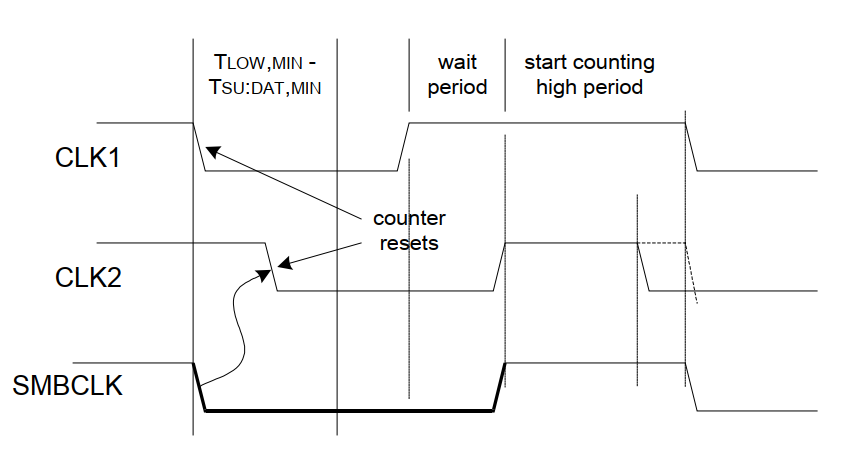 TLOW,MIN -
TSU:DAT,MIN
wait
period
start counting
high period
CLK1
counter
resets
CLK2
SMBCLK